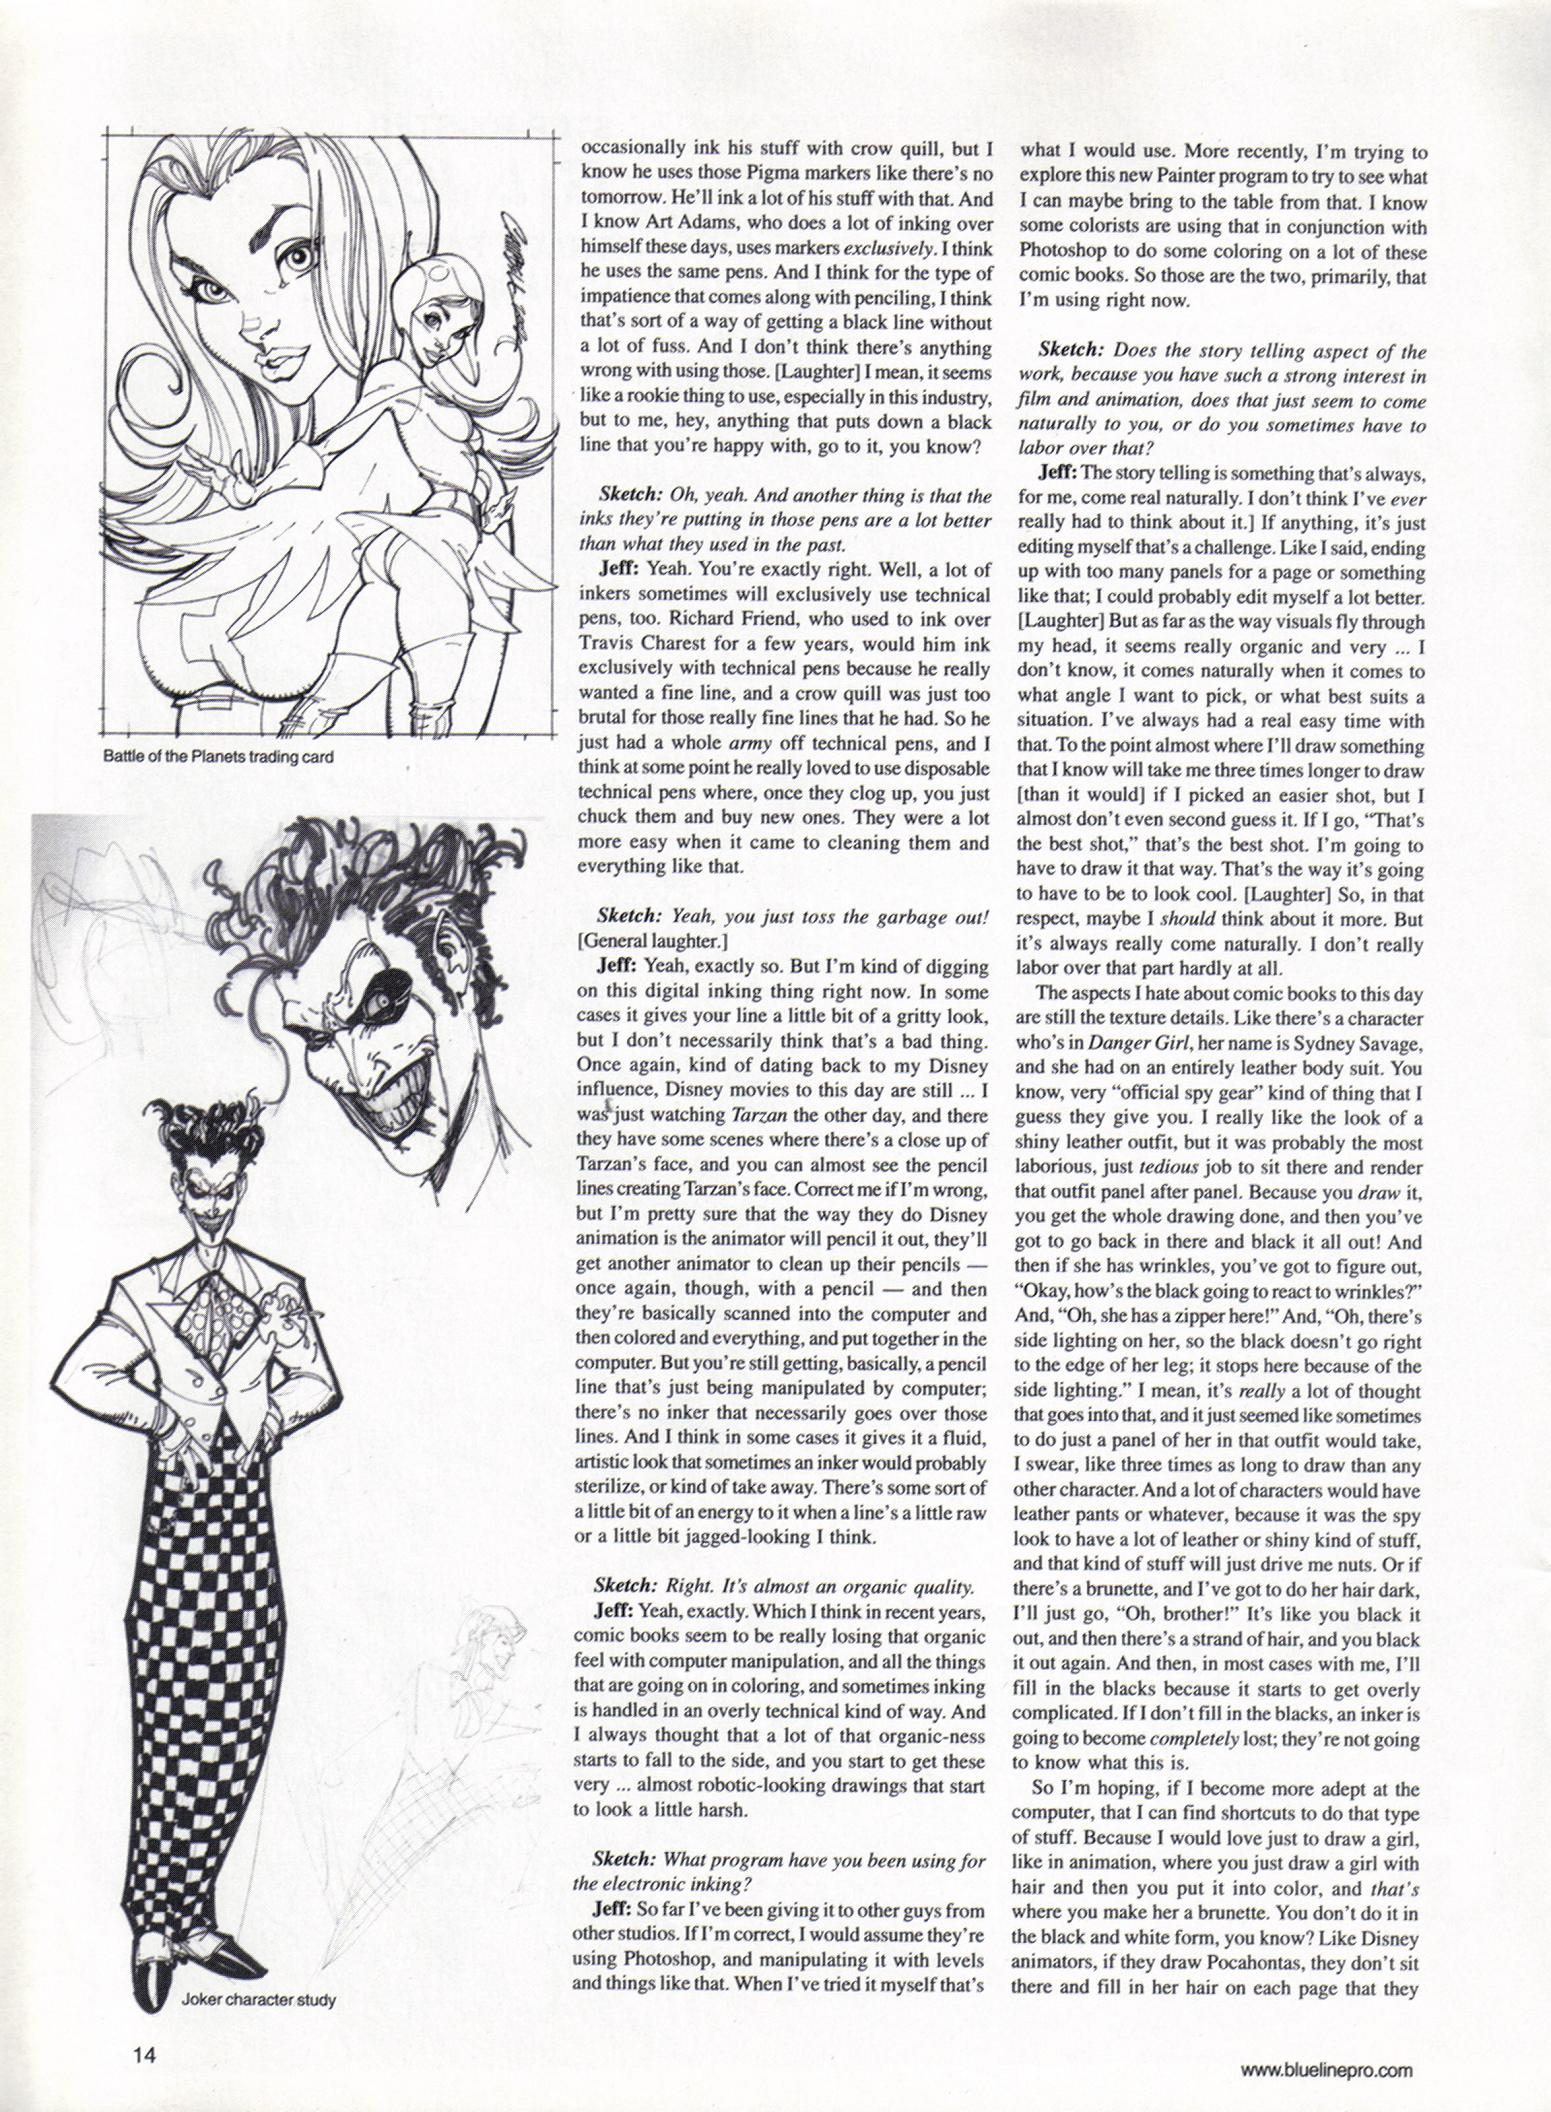 occasionally ink his stuff with crow quill, but I
know he uses those Pigma markers like there's no
tomorrow. He'll ink a lot of his stuff with that. And
I know Art Adams, who does a lot of inking over
himself these days, uses markers exclusively. I think
he uses the same pens. And I think for the type of
impatience that comes along with penciling, I think
that's sort of a way of getting a black line without
a lot of fuss. And I don't think there's anything
wrong with using those. [Laughter] I mean, it seems
like a rookie thing to use, especially in this industry,
but to me, hey, anything that puts down a black
line that you're happy with, go to it, you know?
Sketch: Oh, yeah. And another thing is that the
inks they're putting in those pens are a lot better
than what they used in the past.
Jeff: Yeah. You're exactly right. Well, a lot of
inkers sometimes will exclusively use technical
pens, too. Richard Friend, who used to ink over
Travis Charest for a few years, would him ink
exclusively with technical pens because he really
wanted a fine line, and a crow quill was just too
brutal for those really fine lines that he had. So he
just had a whole army off technical pens, and I
think at some point he really loved to use disposable
technical pens where, once they clog up, you just
chuck them and buy new ones. They were a lot
more easy when it came to cleaning them and
everything like that.
Sketch: Yeah, you just toss the garbage out!
[General laughter.]
Jeff: Yeah, exactly so. But I'm kind of digging
on this digital inking thing right now. In some
cases it gives your line a little bit of a gritty look,
but I don't necessarily think that's a bad thing.
Once again, kind of dating back to my Disney
influence, Disney movies to this day are still ... I
was just watching Tarzan the other day, and there
they have some scenes where there's a close up of
Tarzan's face, and you can almost see the pencil
lines creating Tarzan's face. Correct me if I'm wrong,
but I'm pretty sure that the way they do Disney
animation is the animator will pencil it out, they'll
get another animator to clean up their pencils —
once again, though, with a pencil — and then
they're basically scanned into the computer and
then colored and everything, and put together in the
computer. But you're still getting, basically, a pencil
line that's just being manipulated by computer;
there's no inker that necessarily goes over those
lines. And I think in some cases it gives it a fluid,
artistic look that sometimes an inker would probably
sterilize, or kind of take away. There's some sort of
a little bit of an energy to it when a line's a little raw
or a little bit jagged-looking I think.
Sketch: Right. It's almost an organic quality.
Jeff: Yeah, exactly. Which I think in recent years,
comic books seem to be really losing that organic
feel with computer manipulation, and all the things
that are going on in coloring, and sometimes inking
is handled in an overly technical kind of way. And
I always thought that a lot of that organic-ness
starts to fall to the side, and you start to get these
very ... almost robotic-looking drawings that start
to look a little harsh.
Sketch: What program have you been using for
the electronic inking?
Jeff: So far I've been giving it to other guys from
other studios. If I'm correct, I would assume they're
using Photoshop, and manipulating it with levels
and things like that. When I've tried it myself that's
what I would use. More recently, I'm trying to
explore this new Painter program to try to see what
I can maybe bring to the table from that. I know
some colorists are using that in conjunction with
Photoshop to do some coloring on a lot of these
comic books. So those are the two, primarily, that
I'm using right now.
Sketch: Does the story telling aspect of the
work, because you have such a strong interest in
film and animation, does that just seem to come
naturally to you, or do you sometimes have to
labor over that?
Jeff: The story telling is something that's always,
for me, come real naturally. I don't think I've ever
really had to think about it.] If anything, it's just
editing myself that's a challenge. Like I said, ending
up with too many panels for a page or something
like that; I could probably edit myself a lot better.
[Laughter] But as far as the way visuals fly through
my head, it seems really organic and very ... I
don't know, it comes naturally when it comes to
what angle I want to pick, or what best suits a
situation. I've always had a real easy time with
that. To the point almost where I'll draw something
that I know will take me three times longer to draw
[than it would] if I picked an easier shot, but I
almost don't even second guess it. If I go, "That's
the best shot," that's the best shot. I'm going to
have to draw it that way. That's the way it's going
to have to be to look cool. [Laughter] So, in that
respect, maybe I should think about it more. But
it's always really come naturally. I don't really
labor over that part hardly at all.
The aspects I hate about comic books to this day
are still the texture details. Like there's a character
who's in Danger Girl, her name is Sydney Savage,
and she had on an entirely leather body suit. You
know, very "official spy gear" kind of thing that I
guess they give you. I really like the look of a
shiny leather outfit, but it was probably the most
laborious, just tedious job to sit there and render
that outfit panel after panel. Because you draw it,
you get the whole drawing done, and then you've
got to go back in there and black it all out! And
then if she has wrinkles, you've got to figure out,
"Okay, how's the black going to react to wrinkles?"
And, "Oh, she has a zipper here!" And, "Oh, there's
side lighting on her, so the black doesn't go right
to the edge of her leg; it stops here because of the
side lighting." I mean, it's really a lot of thought
that goes into that, and it just seemed like sometimes
to do just a panel of her in that outfit would take,
I swear, like three times as long to draw than any
other character. And a lot of characters would have
leather pants or whatever, because it was the spy
look to have a lot of leather or shiny kind of stuff,
and that kind of stuff will just drive me nuts. Or if
there's a brunette, and I've got to do her hair dark,
I'll just go, "Oh, brother!" It's like you black it
out, and then there's a strand of hair, and you black
it out again. And then, in most cases with me, I'll
fill in the blacks because it starts to get overly
complicated. If I don't fill in the blacks, an inker is
going to become completely lost; they're not going
to know what this is.
So I'm hoping, if I become more adept at the
computer, that I can find shortcuts to do that type
of stuff. Because I would love just to draw a girl,
like in animation, where you just draw a girl with
hair and then you put it into color, and that's
where you make her a brunette. You don't do it in
the black and white form, you know? Like Disney
animators, if they draw Pocahontas, they don't sit
there and fill in her hair on each page that they
Battle of the Planets trading card
Joker character study
14
www.bluelinepro.com